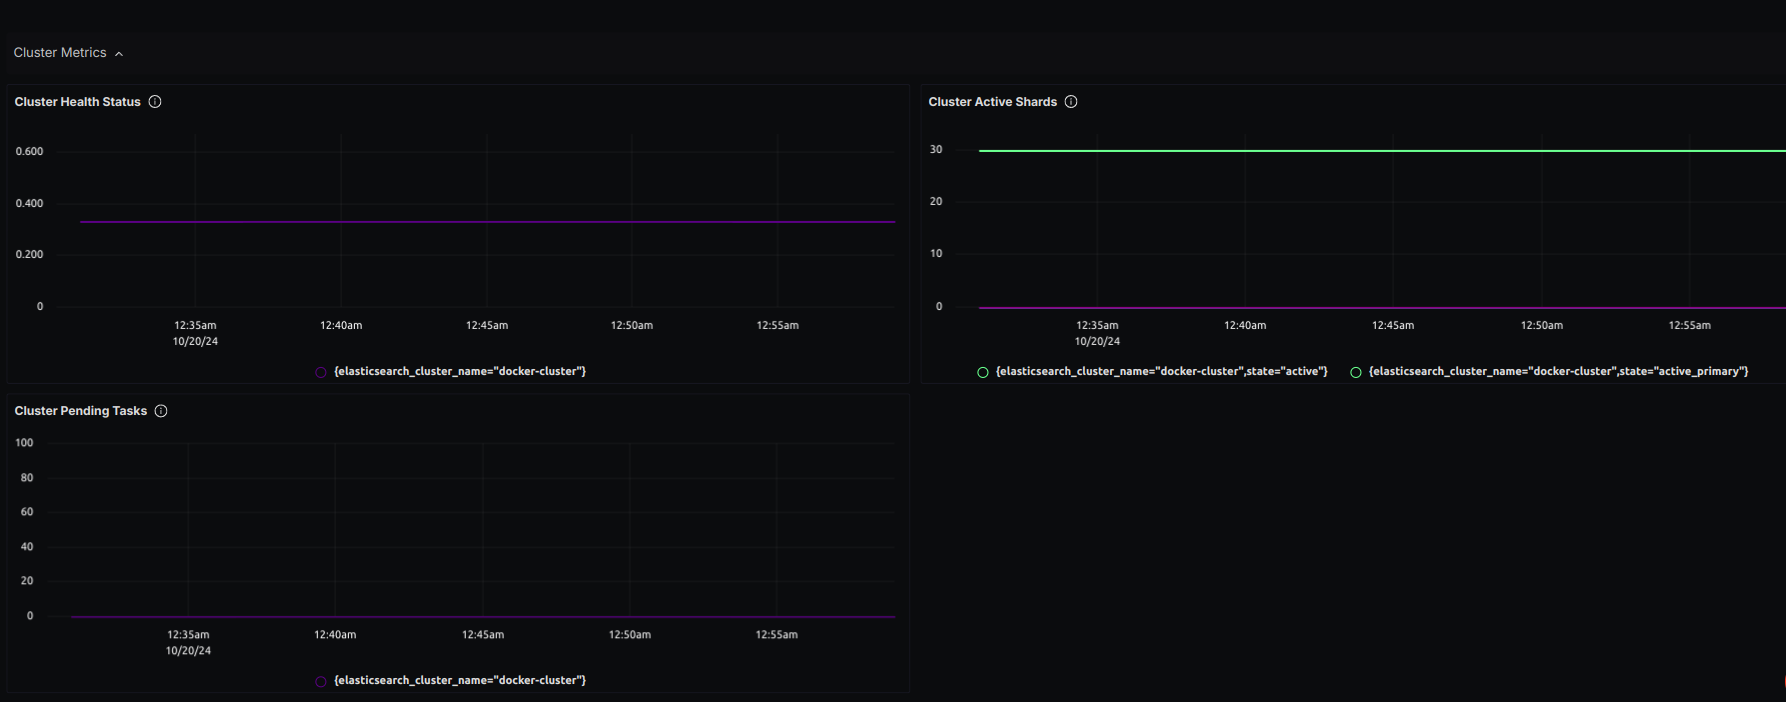 Cluster Metrics
Cluster Health Status
0.600
0.400
0.200
0
12:35am 12:40am 12:45am 12:50am 12:55am
10/20/24
{elasticsearch_cluster_name="docker-cluster"}
Cluster Active Shards
30
20
10
0
12:35am 12:40am 12:45am 12:50am 12:55am
10/20/24
{elasticsearch_cluster_name="docker-cluster",state="active"} {elasticsearch_cluster_name="docker-cluster",state="active_primary"}
Cluster Pending Tasks
100
80
60
40
20
0
12:35am 12:40am 12:45am 12:50am 12:55am
10/20/24
{elasticsearch_cluster_name="docker-cluster"}